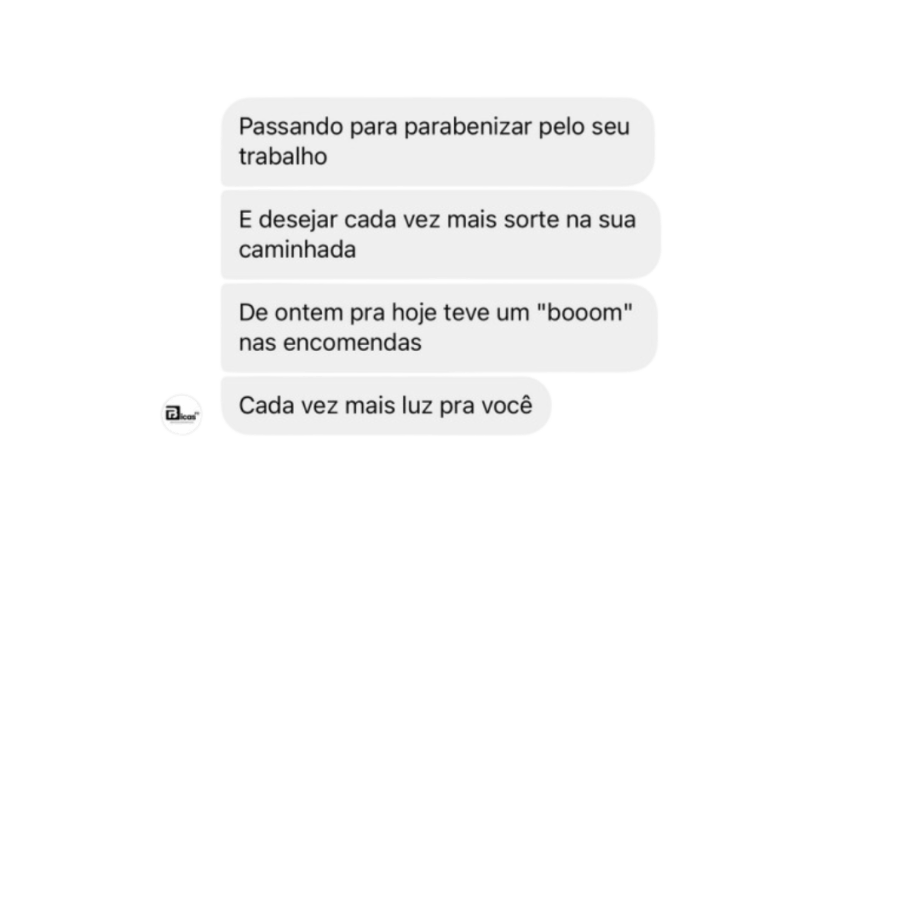 Passando para parabenizar pelo seu
trabalho
E desejar cada vez mais sorte na sua
caminhada
De ontem pra hoje teve um "booom"
nas encomendas
Cada vez mais luz pra você